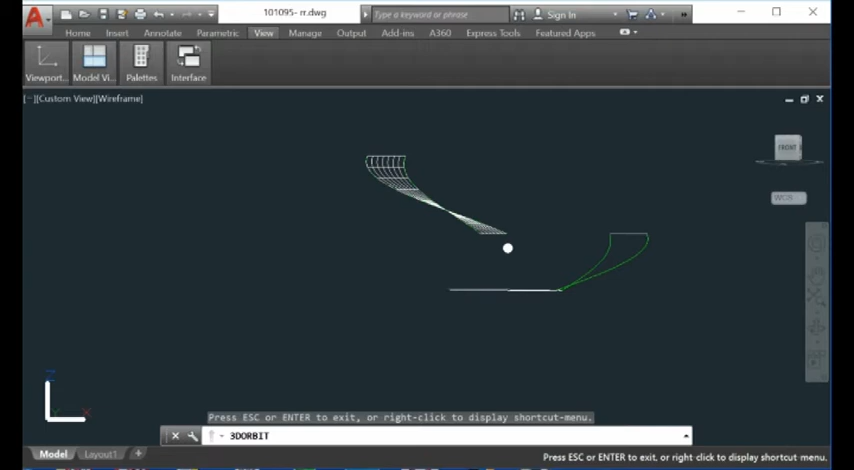 101095- rr.dwg
Type a keyword or phrase
Sign In
Home Insert Annotate Parametric View Manage Output Add-ins A360 Express Tools Featured Apps
Viewport... Model Vi... Palettes Interface
[−][Custom View][Wireframe]
FRONT
WCS
Press ESC or ENTER to exit, or right-click to display shortcut-menu.
- 3DORBIT
Model Layout1 +
Press ESC or ENTER to exit, or right-click to display shortcut-menu.